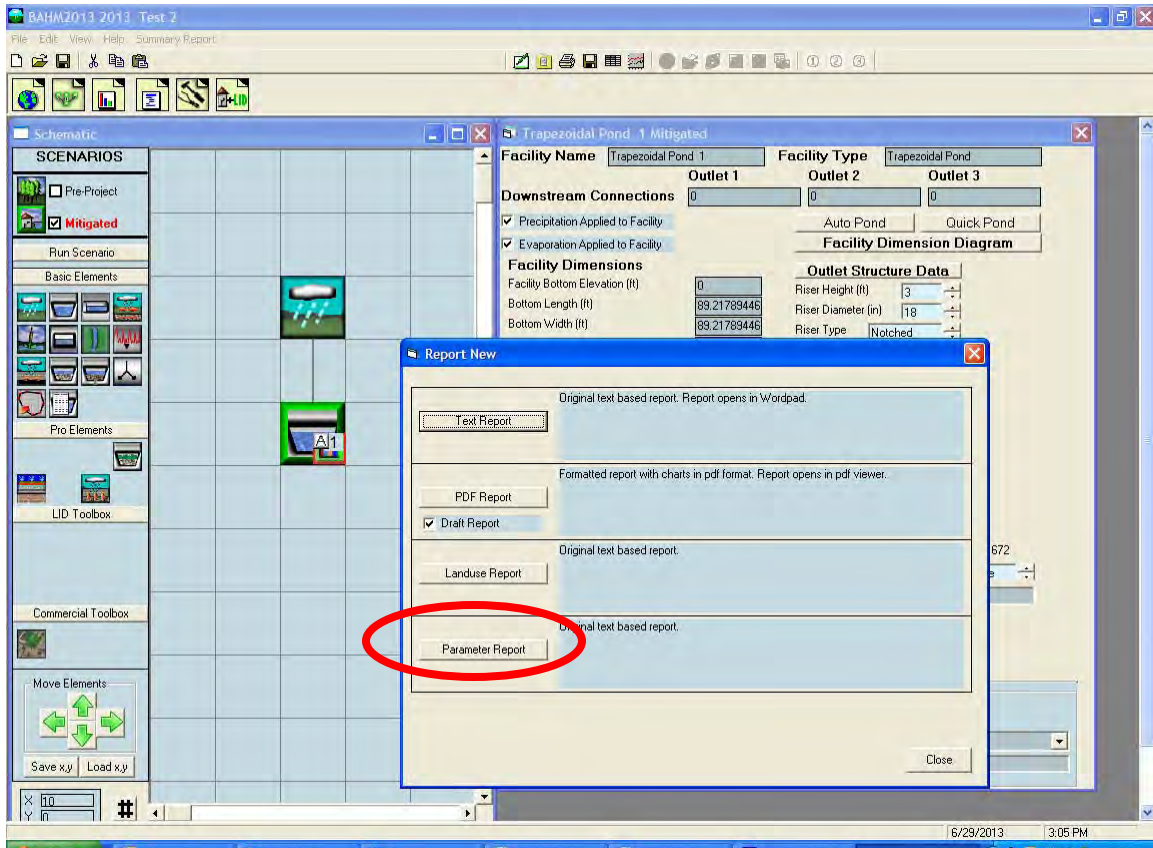 BAHM2013 2013 Test 2
File Edit View Help Summary Report
+LID
Schematic
SCENARIOS
Pre-Project
Mitigated
Run Scenario
Basic Elements
Pro Elements
LID Toolbox
Commercial Toolbox
Move Elements
Save x,y Load x,y
X 10
Y 0
#
A 1
Trapezoidal Pond 1 Mitigated
Facility Name Trapezoidal Pond 1 Facility Type Trapezoidal Pond
Outlet 1 Outlet 2 Outlet 3
Downstream Connections 0 0 0
Precipitation Applied to Facility Auto Pond Quick Pond
Evaporation Applied to Facility Facility Dimension Diagram
Facility Dimensions Outlet Structure Data
Facility Bottom Elevation (ft) 0 Riser Height (ft) 3
Bottom Length (ft) 89.21789446 Riser Diameter (in) 18
Bottom Width (ft) 89.21789446 Riser Type Notched
672
Report New
Original text based report. Report opens in Wordpad.
Text Report
Formatted report with charts in pdf format. Report opens in pdf viewer.
PDF Report
Draft Report
Original text based report.
Landuse Report
Original text based report.
Parameter Report
Close
6/29/2013 3:05 PM